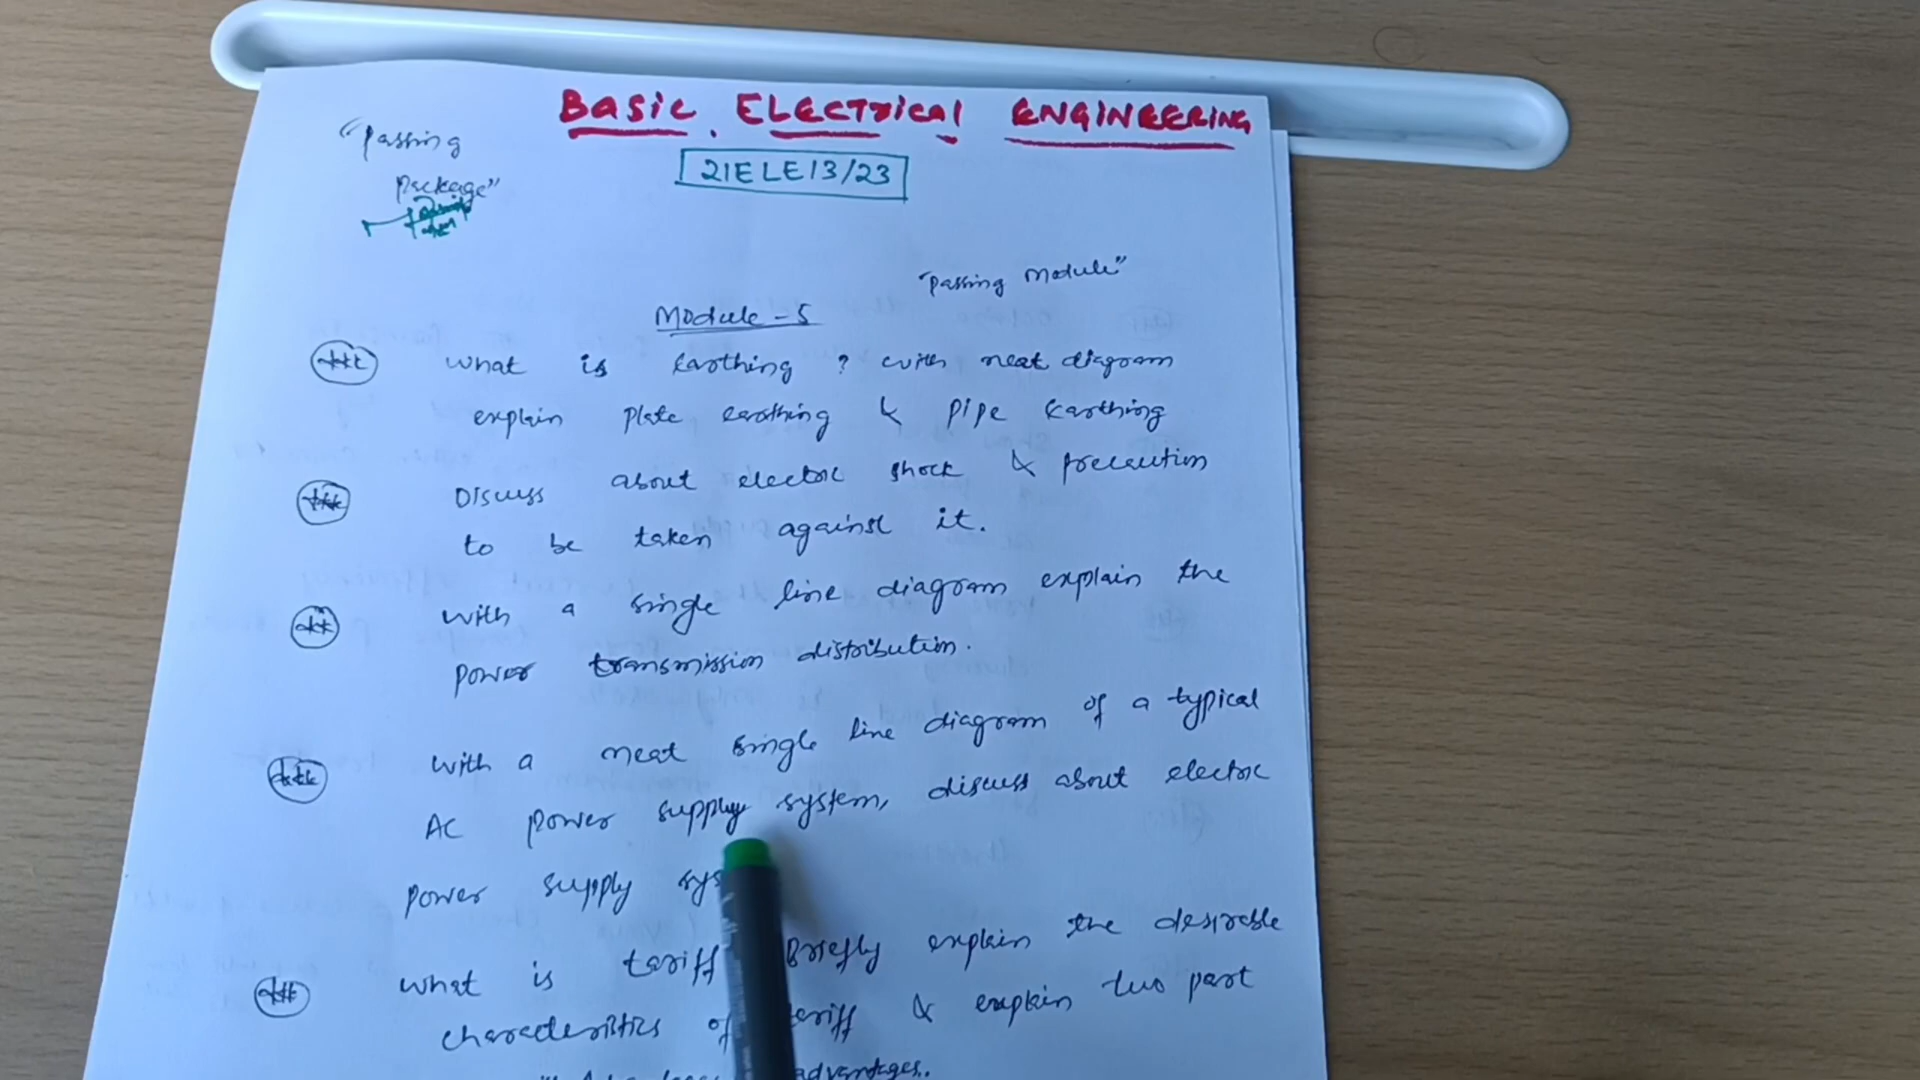 BASIC ELECTRICAL ENGINEERING
"Passing
Package"
21ELE13/23
"Passing Module"
Module - 5
What is Earthing ? with neat diagram
explain plate earthing & pipe Earthing
Discuss about electric shock & precaution
to be taken against it.
With a single line diagram explain the
power transmission distribution.
With a neat single line diagram of a typical
AC power supply system, discuss about electric
power supply sys
What is tariff Briefly explain the desirable
characteristics of tariff & explain two part